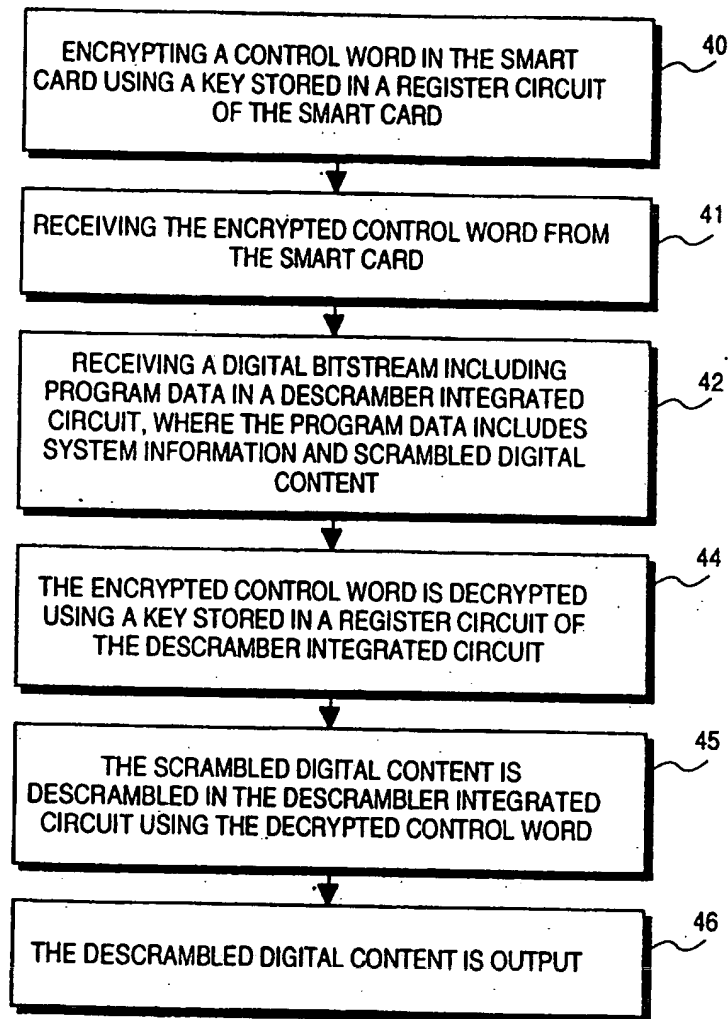 ENCRYPTING A CONTROL WORD IN THE SMART
CARD USING A KEY STORED IN A REGISTER CIRCUIT
OF THE SMART CARD
40
RECEIVING THE ENCRYPTED CONTROL WORD FROM
THE SMART CARD
41
RECEIVING A DIGITAL BITSTREAM INCLUDING
PROGRAM DATA IN A DESCRAMBER INTEGRATED
CIRCUIT, WHERE THE PROGRAM DATA INCLUDES
SYSTEM INFORMATION AND SCRAMBLED DIGITAL
CONTENT
42
THE ENCRYPTED CONTROL WORD IS DECRYPTED
USING A KEY STORED IN A REGISTER CIRCUIT OF
THE DESCRAMBER INTEGRATED CIRCUIT
44
THE SCRAMBLED DIGITAL CONTENT IS
DESCRAMBLED IN THE DESCRAMBLER INTEGRATED
CIRCUIT USING THE DECRYPTED CONTROL WORD
45
THE DESCRAMBLED DIGITAL CONTENT IS OUTPUT
46